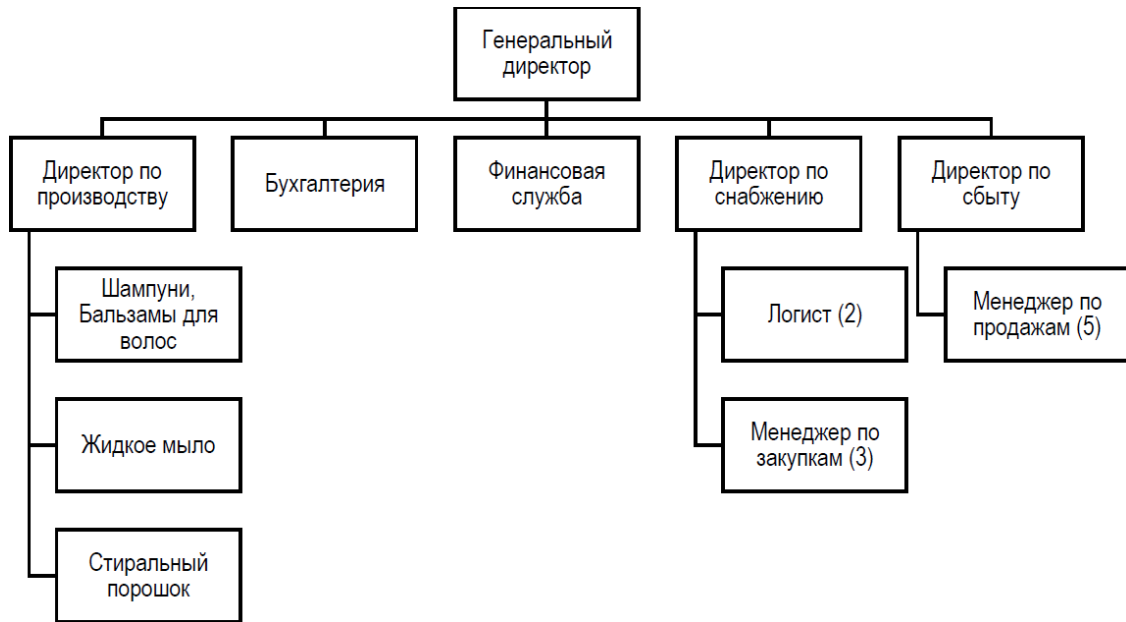 Генеральный
директор
Директор по
производству
Бухгалтерия
Финансовая
служба
Директор по
снабжению
Директор по
сбыту
Шампуни,
Бальзамы для
волос
Логист (2)
Менеджер по
продажам (5)
Жидкое мыло
Менеджер по
закупкам (3)
Стиральный
порошок